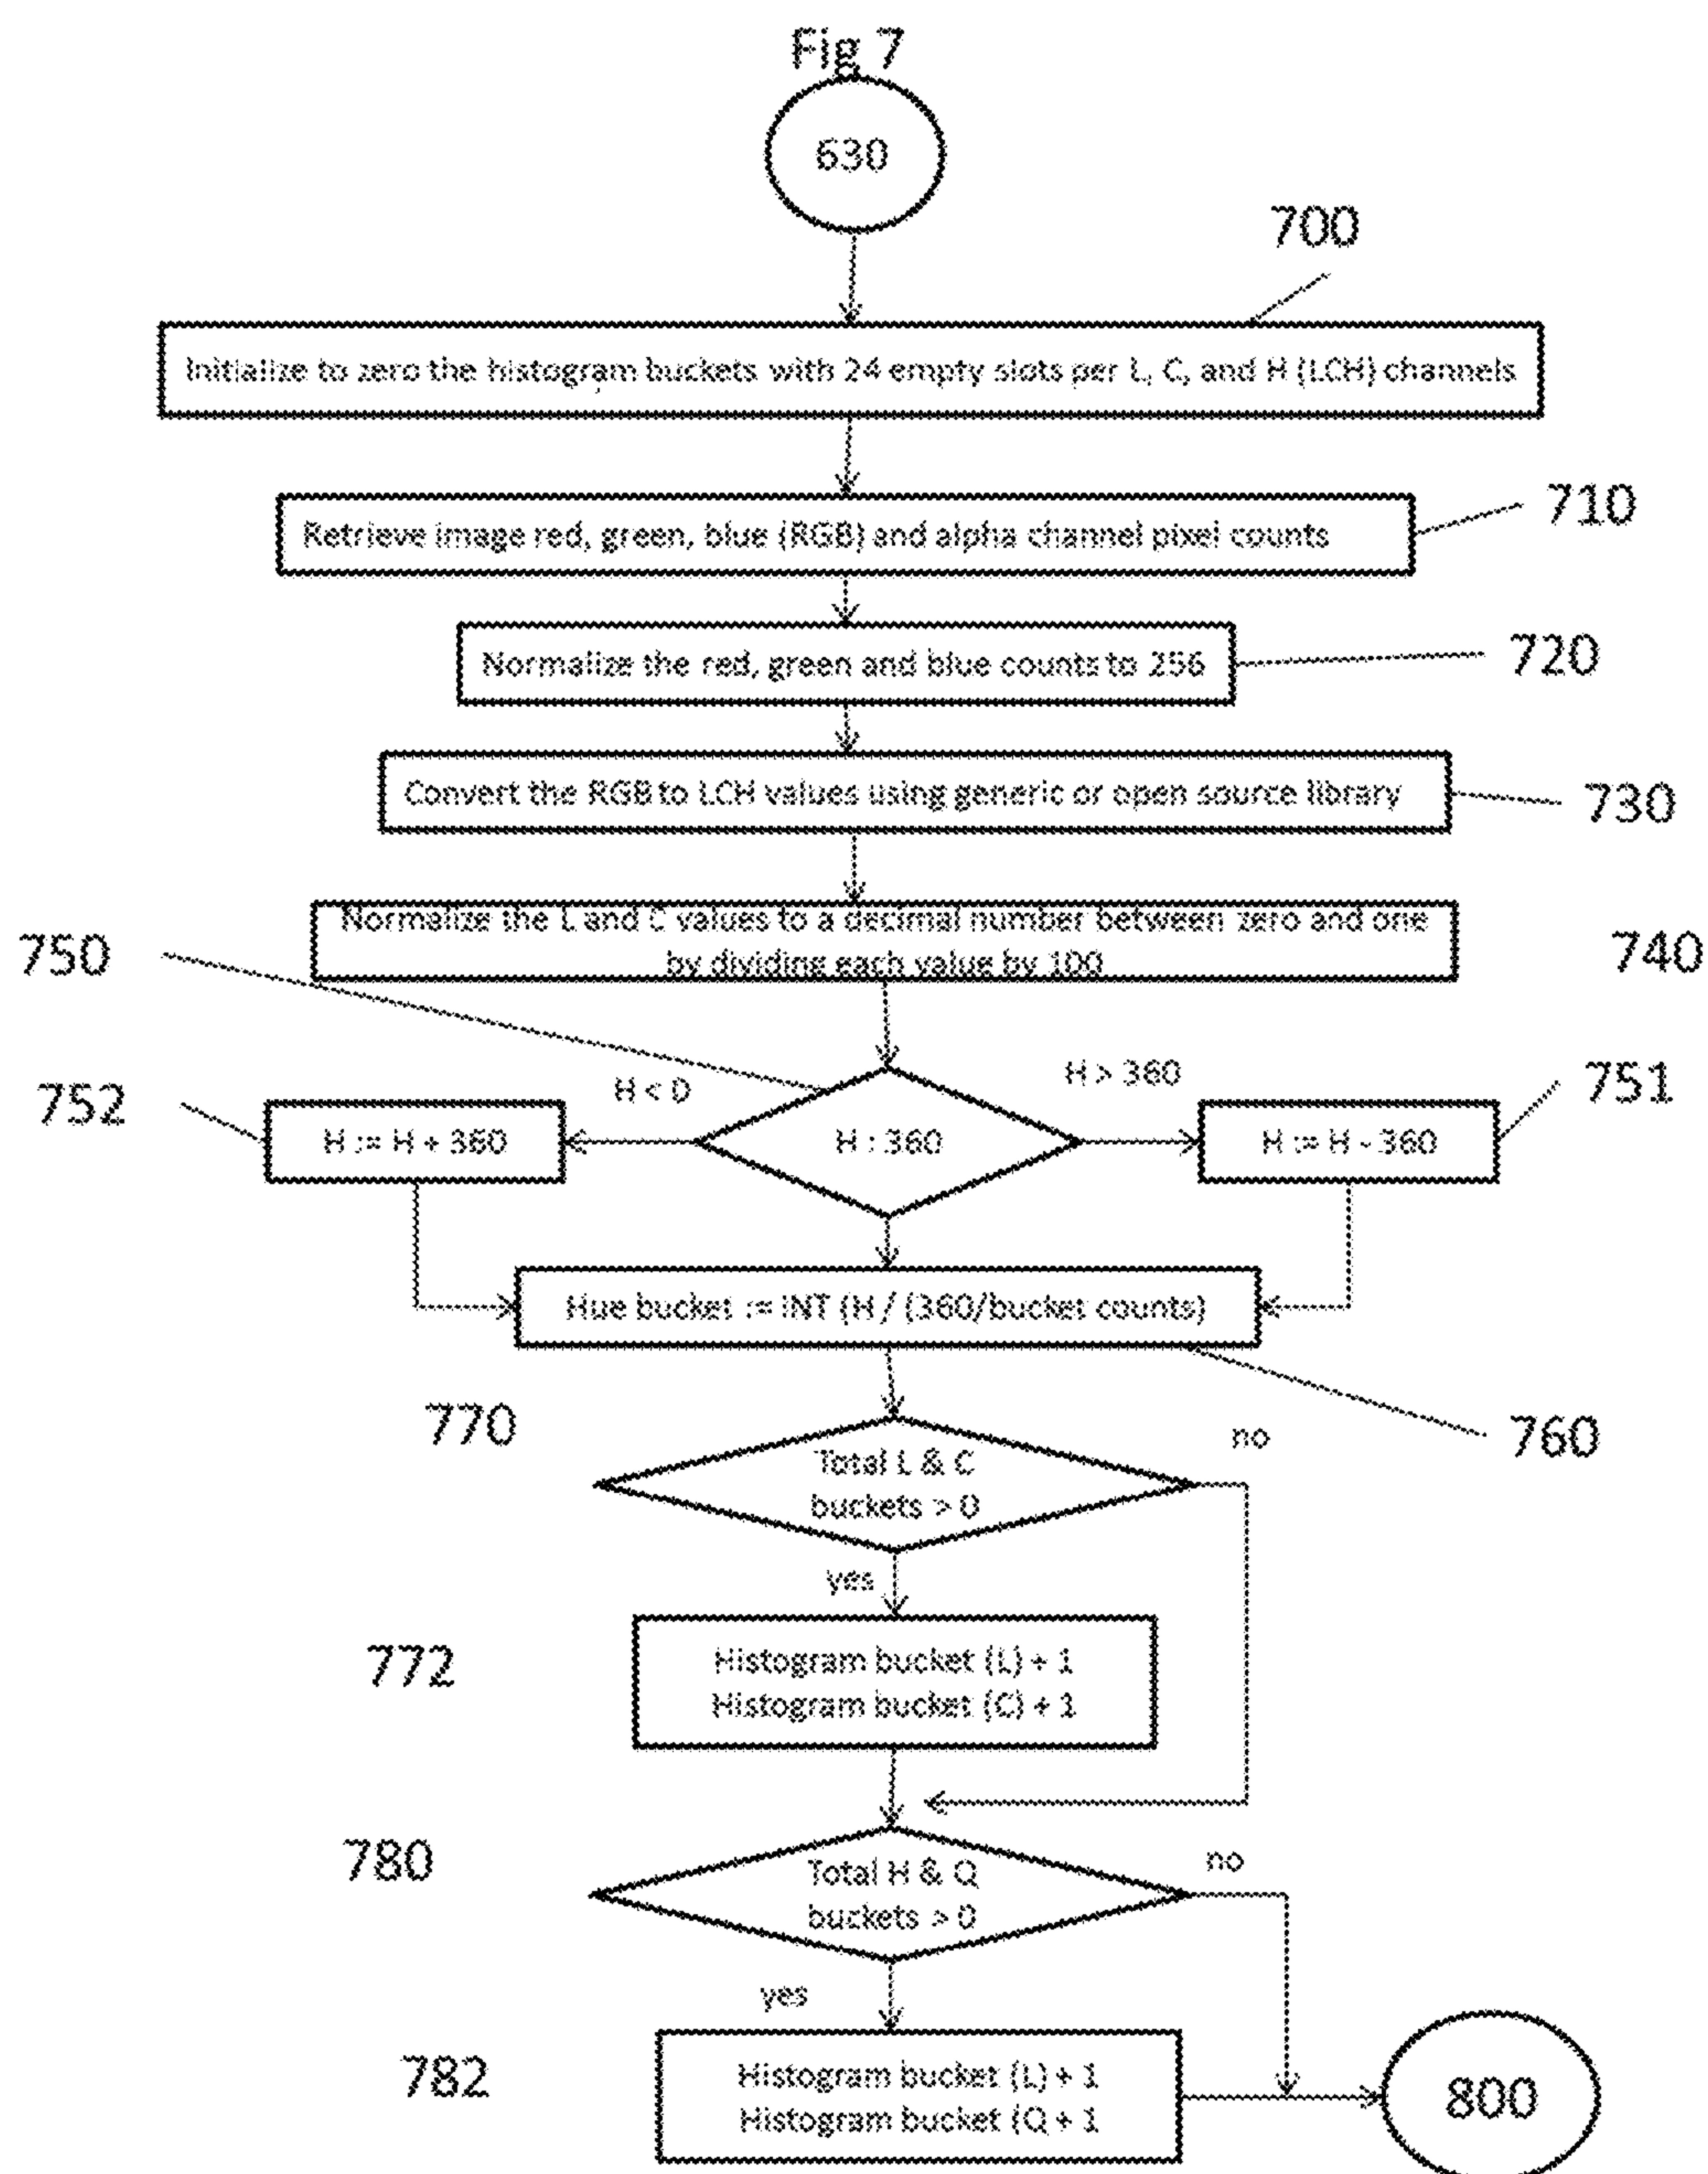 Fig 7
630
700
Initialize to zero the histogram buckets with 24 empty slots per L, C, and H (LCH) channels
710
Retrieve image red, green, blue (RGB) and alpha channel pixel counts
720
Normalize the red, green and blue counts to 256
730
Convert the RGB to LCH values using generic or open source library
740
Normalize the L and C values to a decimal number between zero and one
by dividing each value by 100
750
752
H < 0
H > 360
751
H := H + 360
H : 360
H := H - 360
Hue bucket := INT (H / (360/bucket counts)
760
770
no
Total L & C
buckets > 0
yes
772
Histogram bucket (L) + 1
Histogram bucket (C) + 1
780
no
Total H & Q
buckets > 0
yes
782
Histogram bucket (L) + 1
Histogram bucket (Q + 1
800